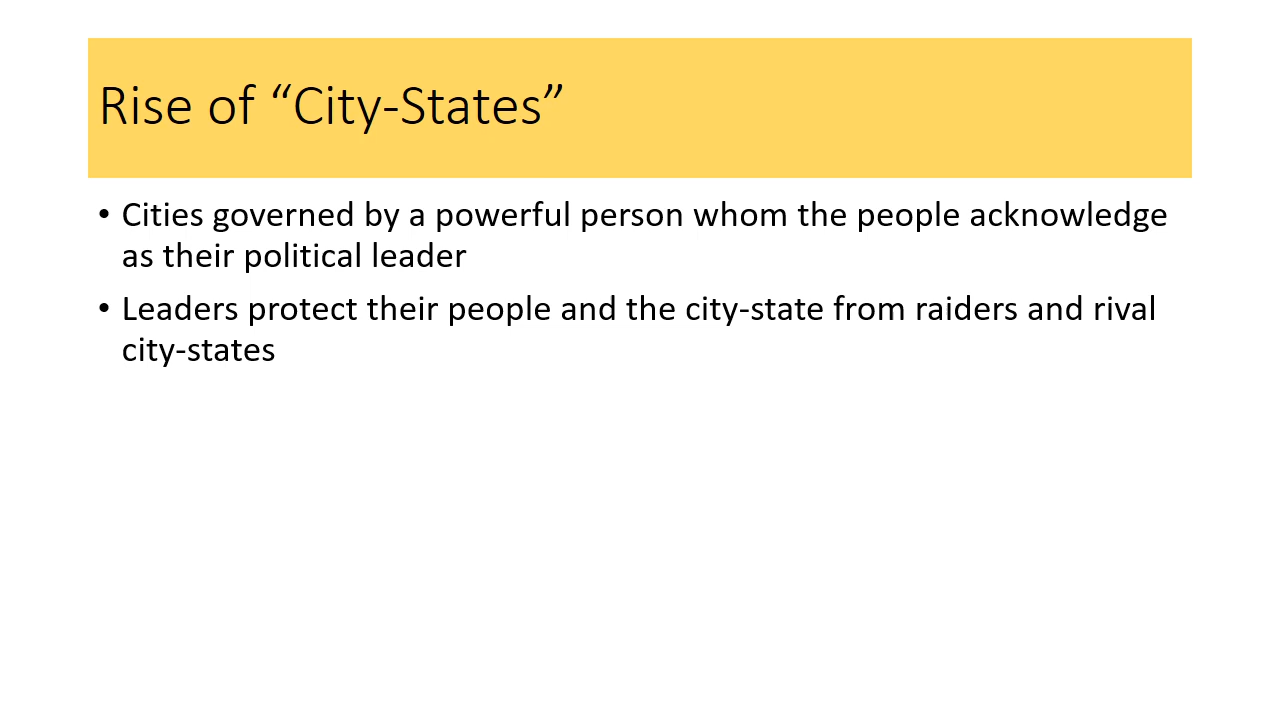 Rise of “City-States”
• Cities governed by a powerful person whom the people acknowledge
as their political leader
• Leaders protect their people and the city-state from raiders and rival
city-states